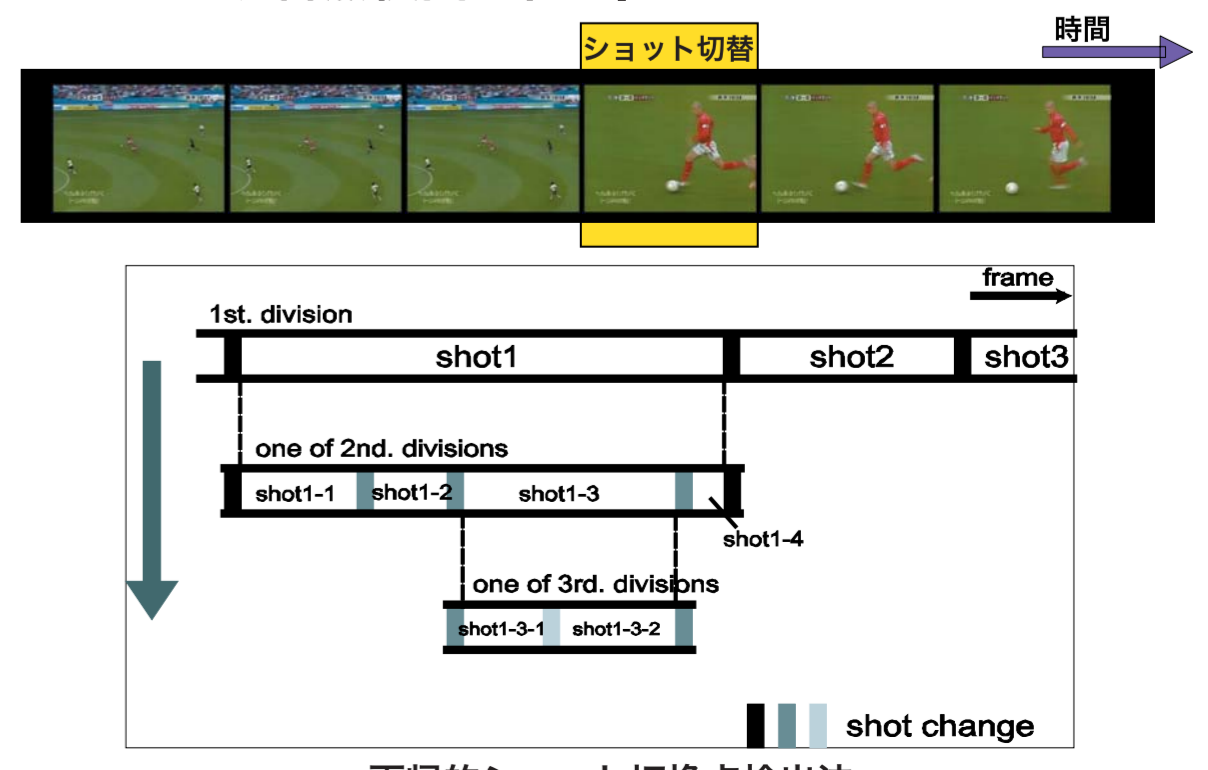 ショット切替
時間
frame
1st. division
shot1
shot2
shot3
one of 2nd. divisions
shot1-1
shot1-2
shot1-3
shot1-4
one of 3rd. divisions
shot1-3-1
shot1-3-2
shot change